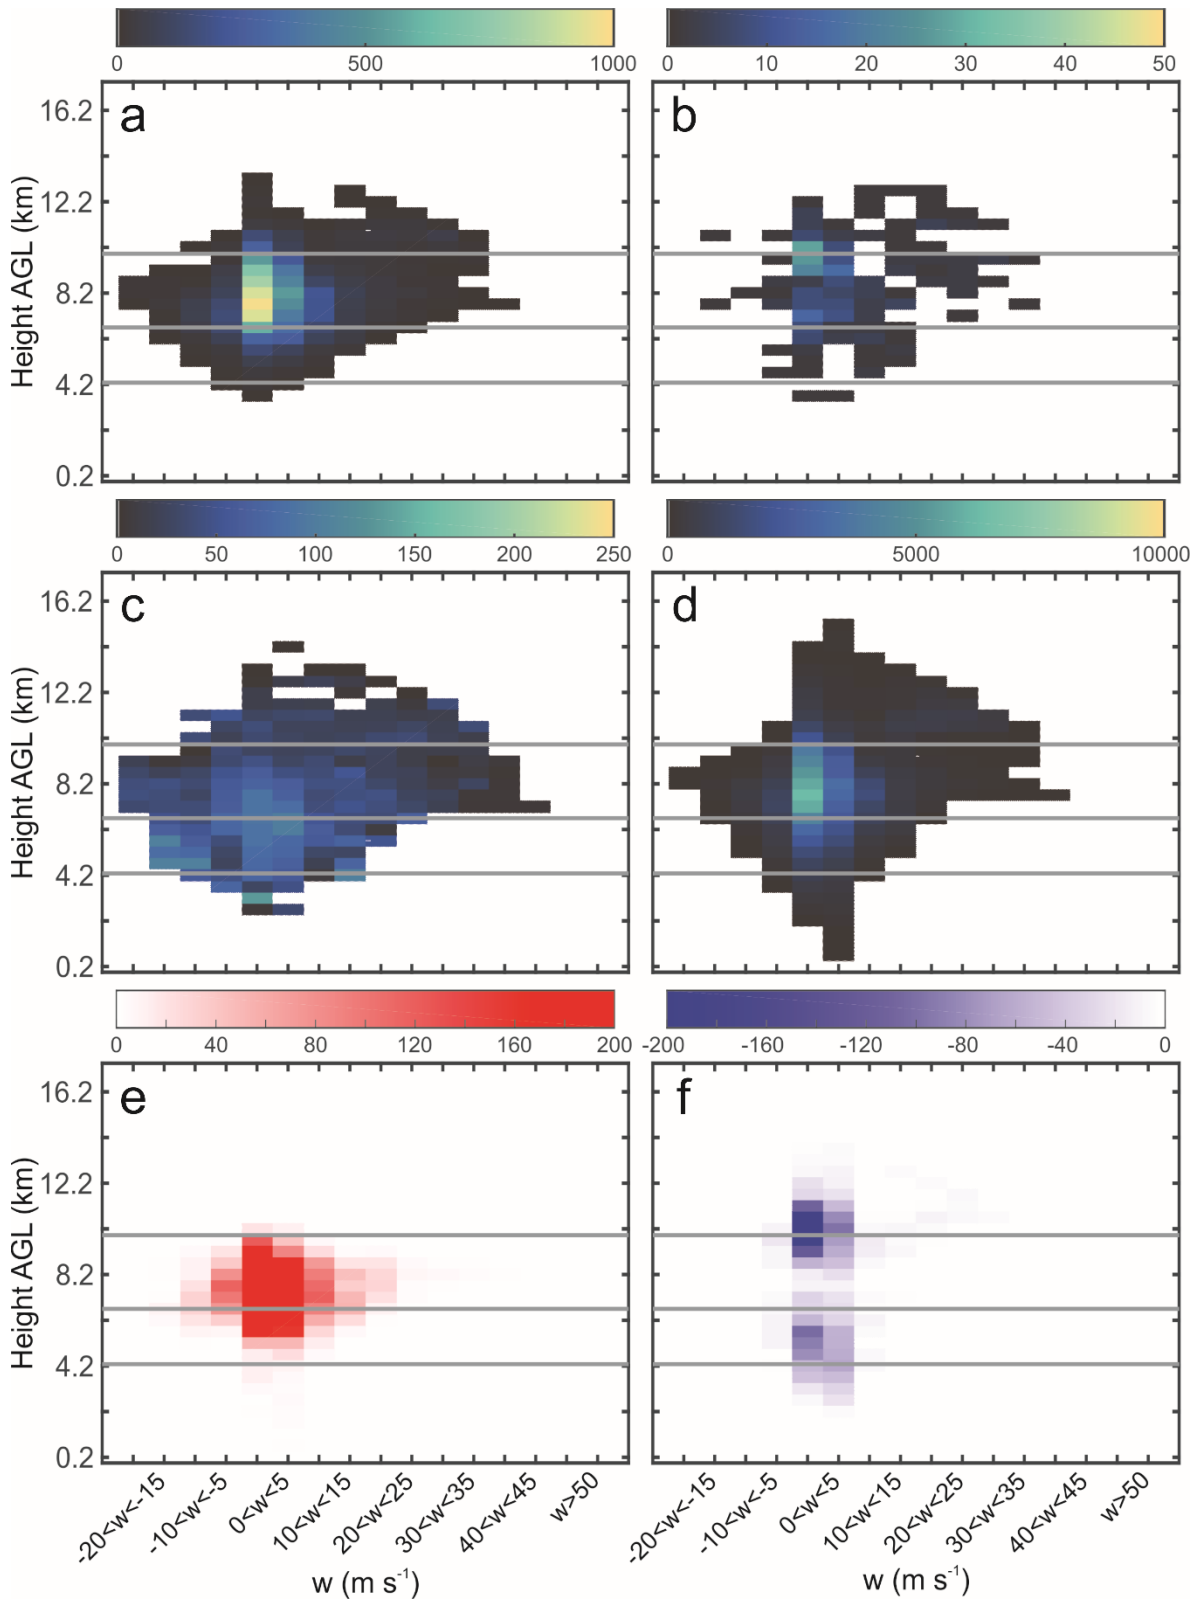 0 500 1000
0 10 20 30 40 50
a
b
16.2
12.2
8.2
4.2
0.2
Height AGL (km)
0 50 100 150 200 250
0 5000 10000
c
d
16.2
12.2
8.2
4.2
0.2
Height AGL (km)
0 40 80 120 160 200
-200 -160 -120 -80 -40 0
e
f
16.2
12.2
8.2
4.2
0.2
Height AGL (km)
-20<w<-15
-10<w<-5
0<w<5
10<w<15
20<w<25
30<w<35
40<w<45
w>50
-20<w<-15
-10<w<-5
0<w<5
10<w<15
20<w<25
30<w<35
40<w<45
w>50
w (m s⁻¹)
w (m s⁻¹)